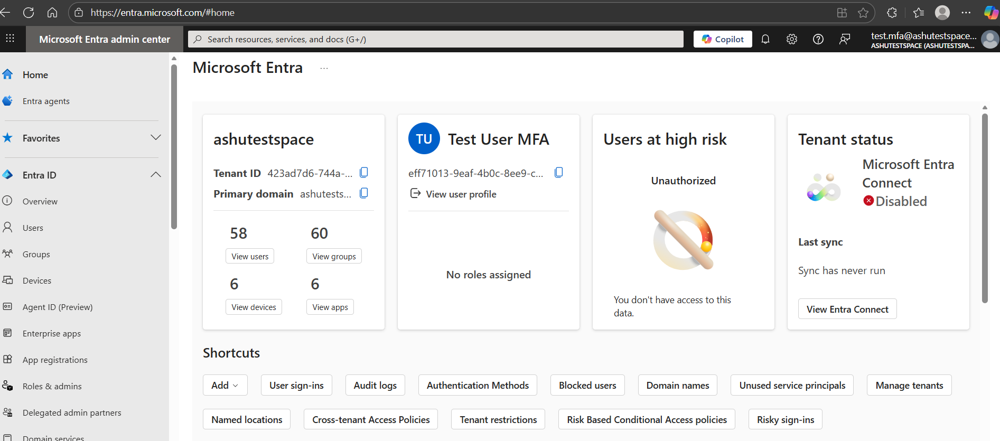 https://entra.microsoft.com/#home
Microsoft Entra admin center
Search resources, services, and docs (G+/)
Copilot
test.mfa@ashutestspace...
ASHUTESTSPACE (ASHUTESTSPA...
Home
Entra agents
Favorites
Entra ID
Overview
Users
Groups
Devices
Agent ID (Preview)
Enterprise apps
App registrations
Roles & admins
Delegated admin partners
Domain services
Microsoft Entra
...
ashutestspace
Tenant ID 423ad7d6-744a-...
Primary domain ashutests...
58
60
View users
View groups
6
6
View devices
View apps
TU
Test User MFA
eff71013-9eaf-4b0c-8ee9-c...
View user profile
No roles assigned
Users at high risk
Unauthorized
You don't have access to this
data.
Tenant status
Microsoft Entra
Connect
Disabled
Last sync
Sync has never run
View Entra Connect
Shortcuts
Add
User sign-ins
Audit logs
Authentication Methods
Blocked users
Domain names
Unused service principals
Manage tenants
Named locations
Cross-tenant Access Policies
Tenant restrictions
Risk Based Conditional Access policies
Risky sign-ins